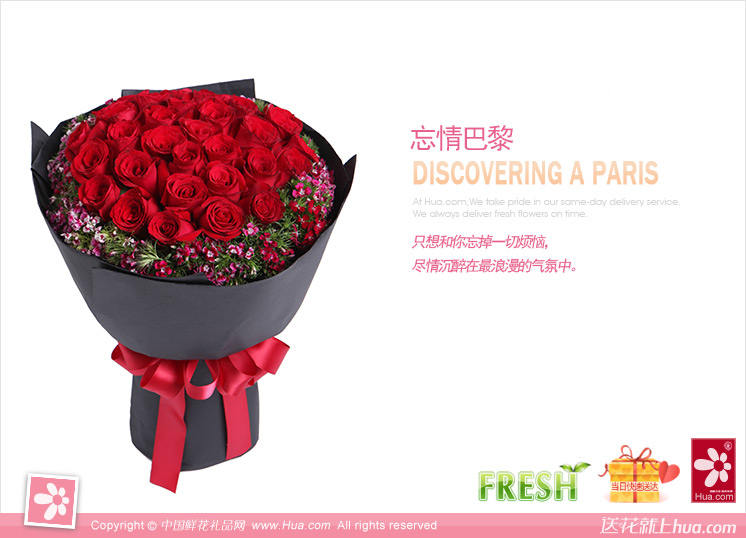 忘情巴黎
DISCOVERING A PARIS
At Hua.com,We take pride in our same-day delivery service.
We always deliver fresh flowers on time.
只想和你忘掉一切烦恼,
尽情沉醉在最浪漫的气氛中。
FRESH
当日快速送达
Hua.com
Copyright © 中国鲜花礼品网 www.Hua.com All rights reserved
送花就上hua.com